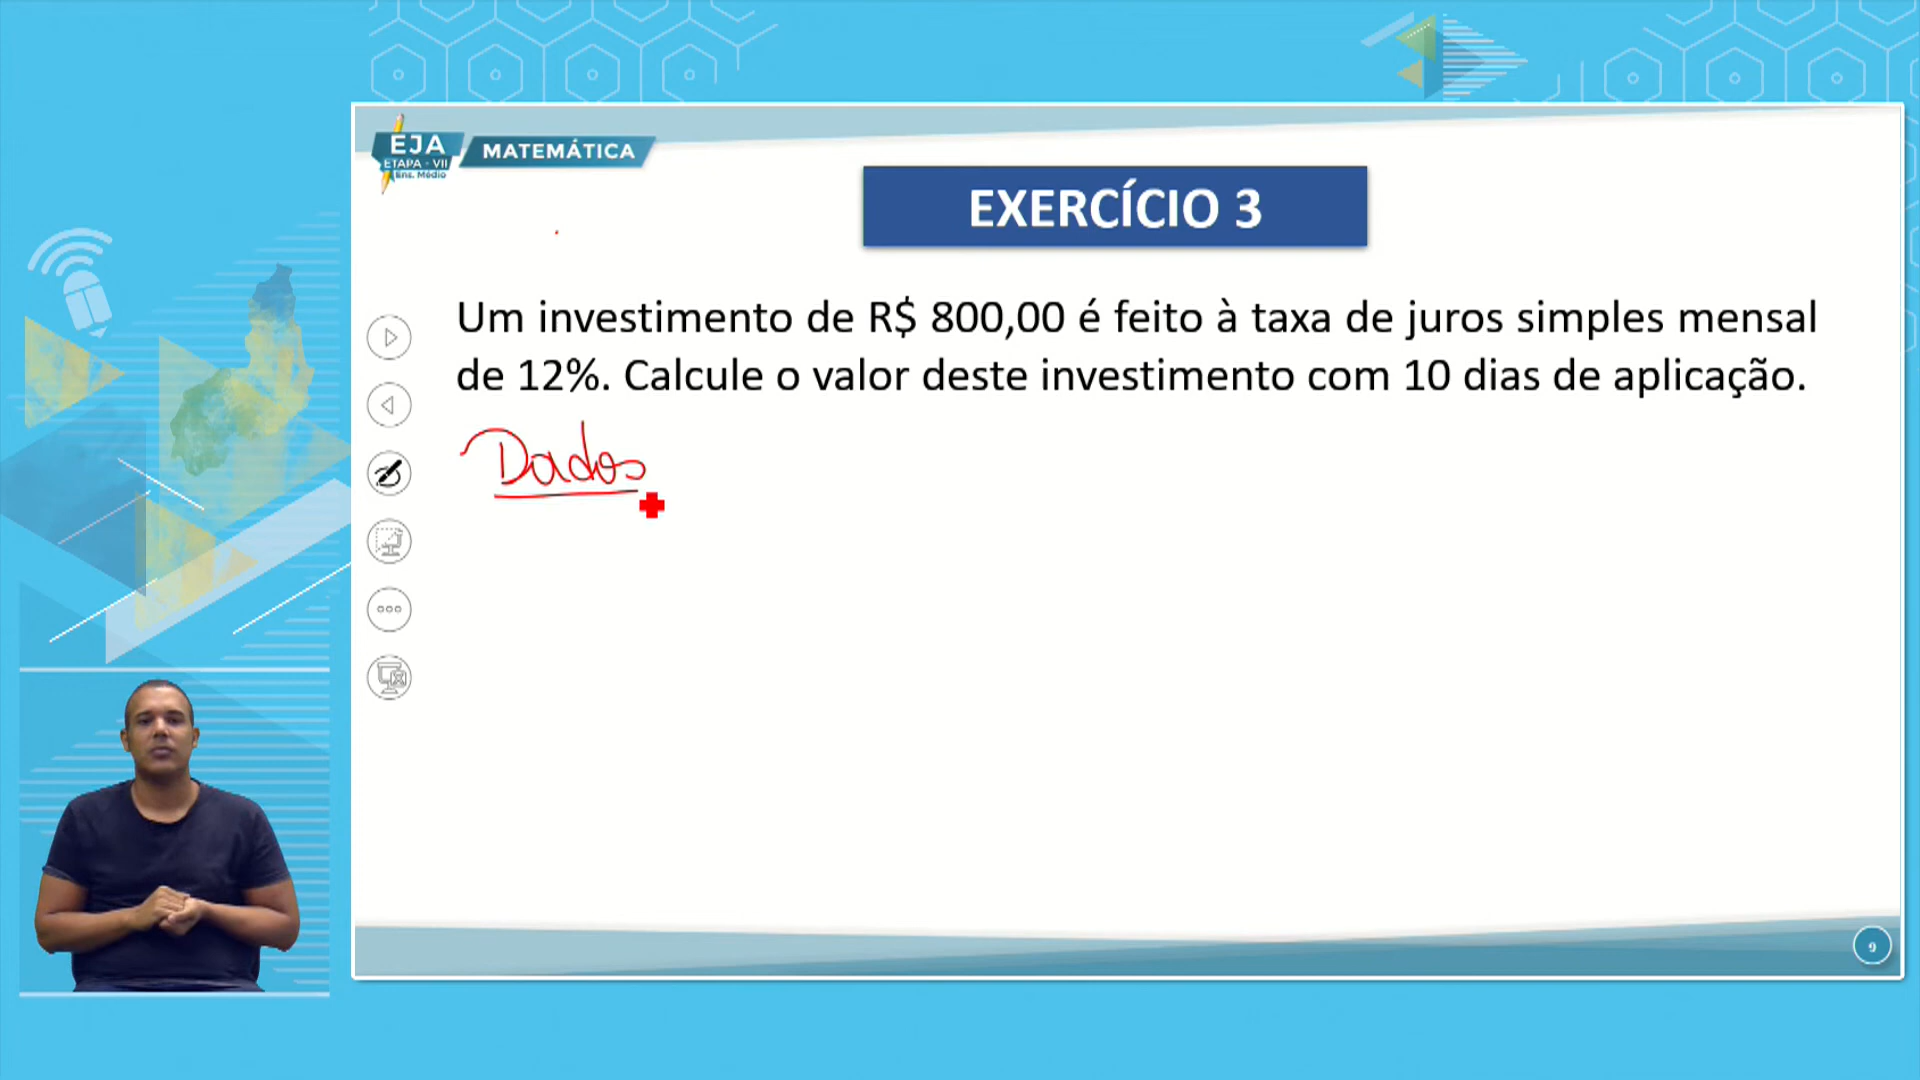 EJA
ETAPA - VII
Ens. Médio
MATEMÁTICA
EXERCÍCIO 3
Um investimento de R$ 800,00 é feito à taxa de juros simples mensal
de 12%. Calcule o valor deste investimento com 10 dias de aplicação.
Dados
9